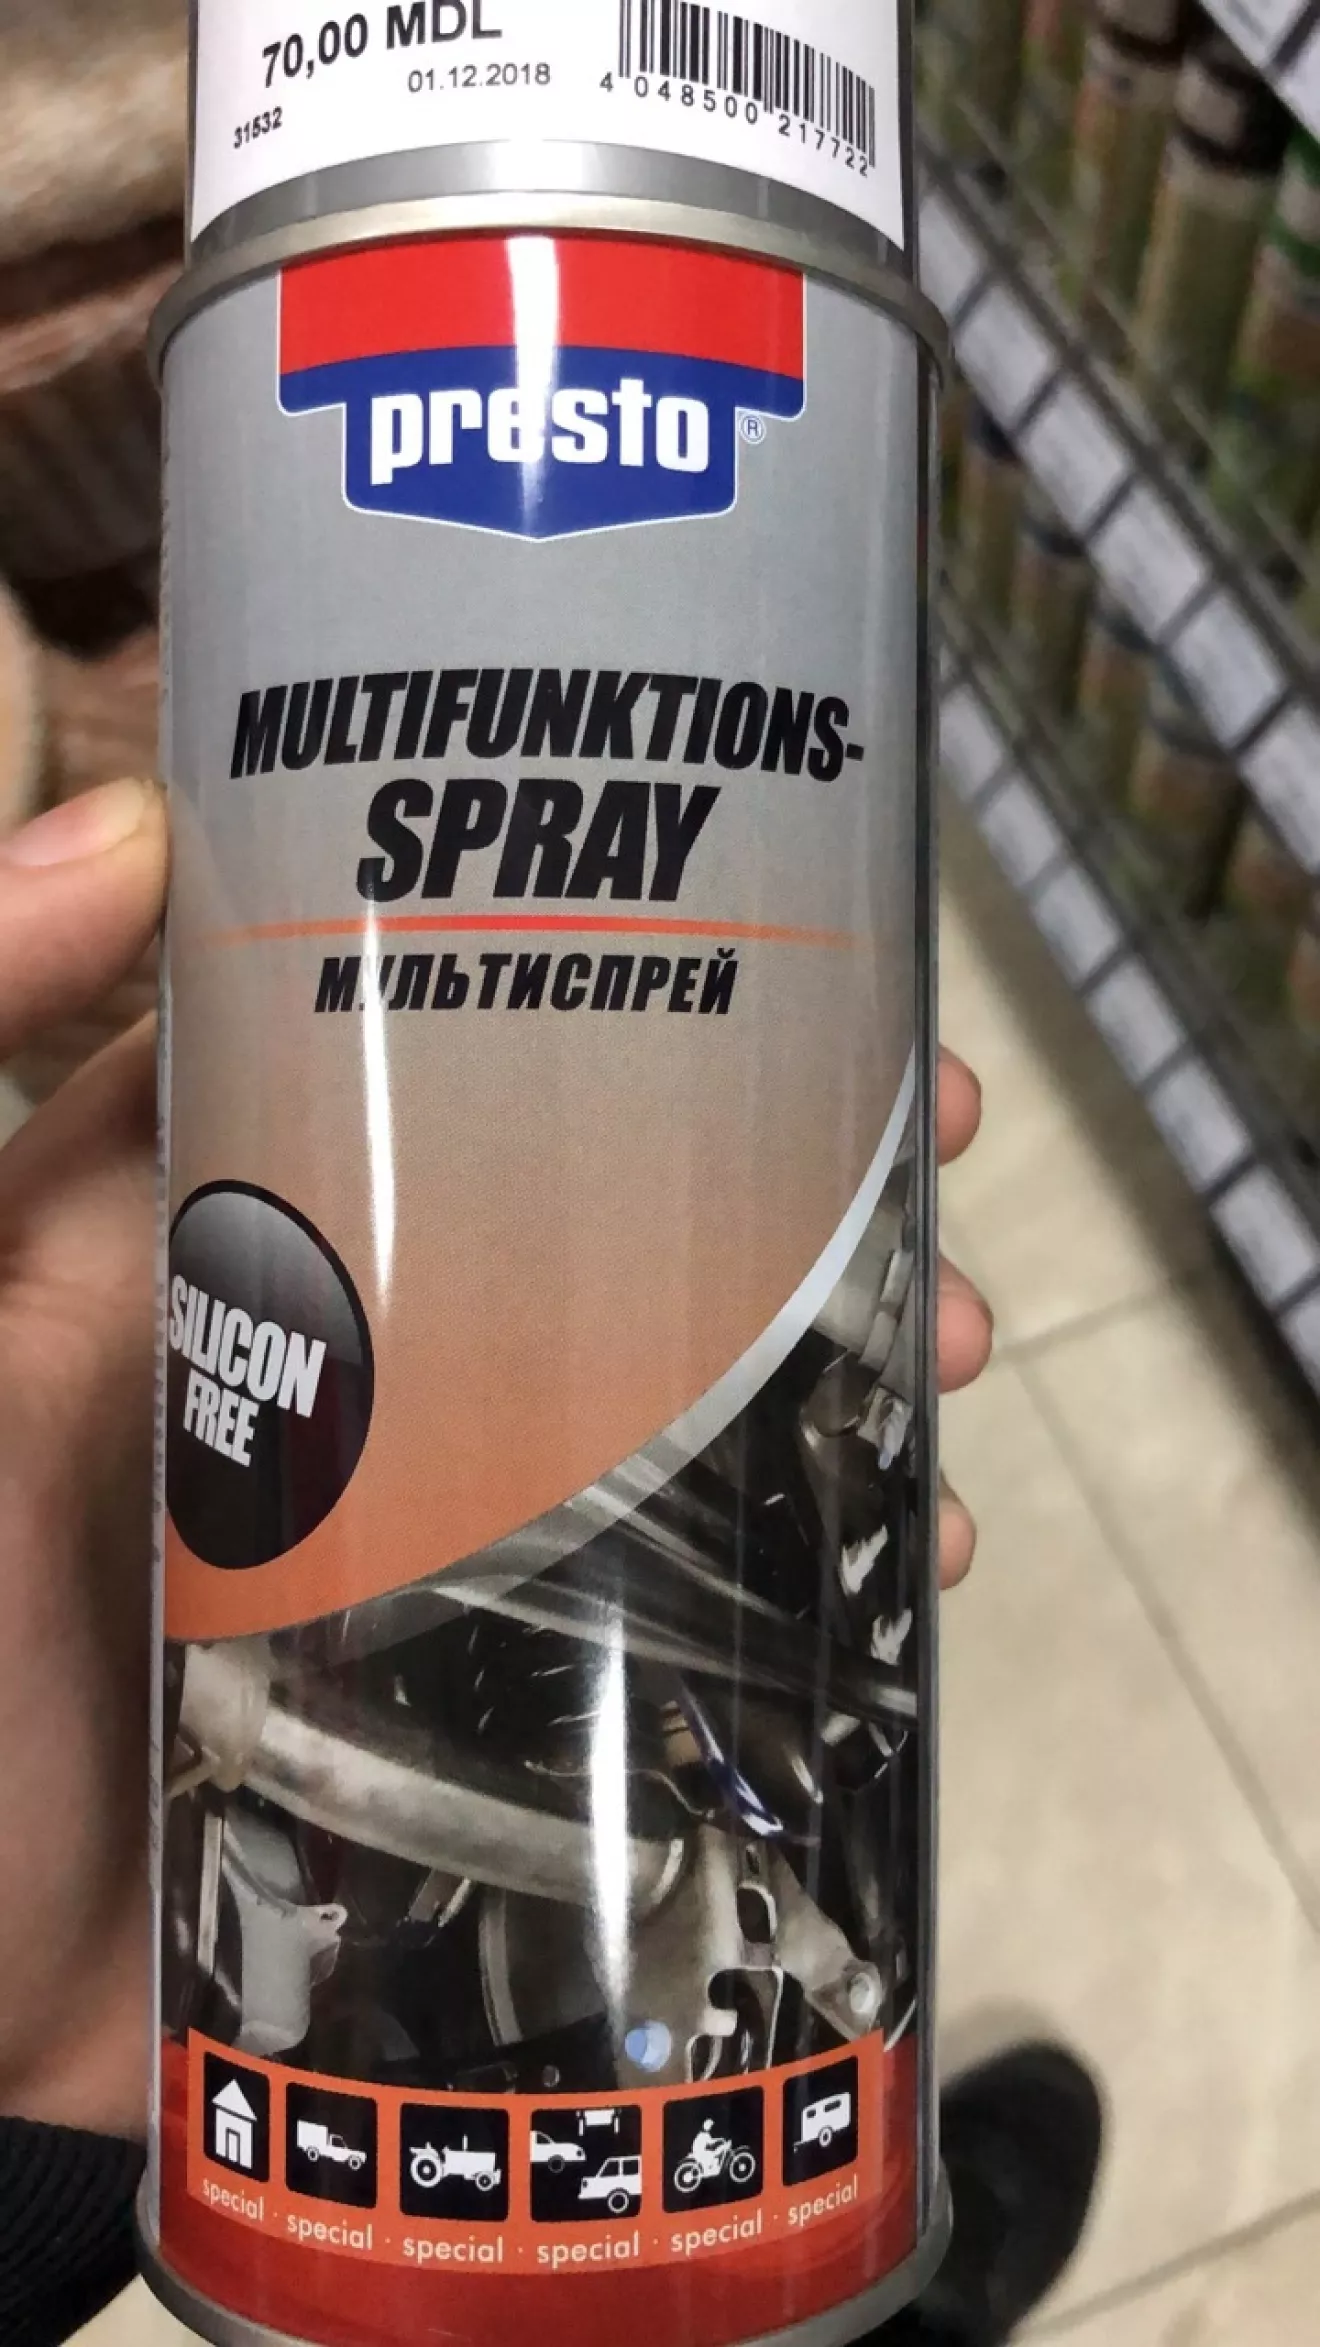 70,00 MDL
01.12.2018
31532
4 048500 217722
presto®
MULTIFUNKTIONS-
SPRAY
МУЛЬТИСПРЕЙ
SILICON
FREE
special · special · special · special · special · special